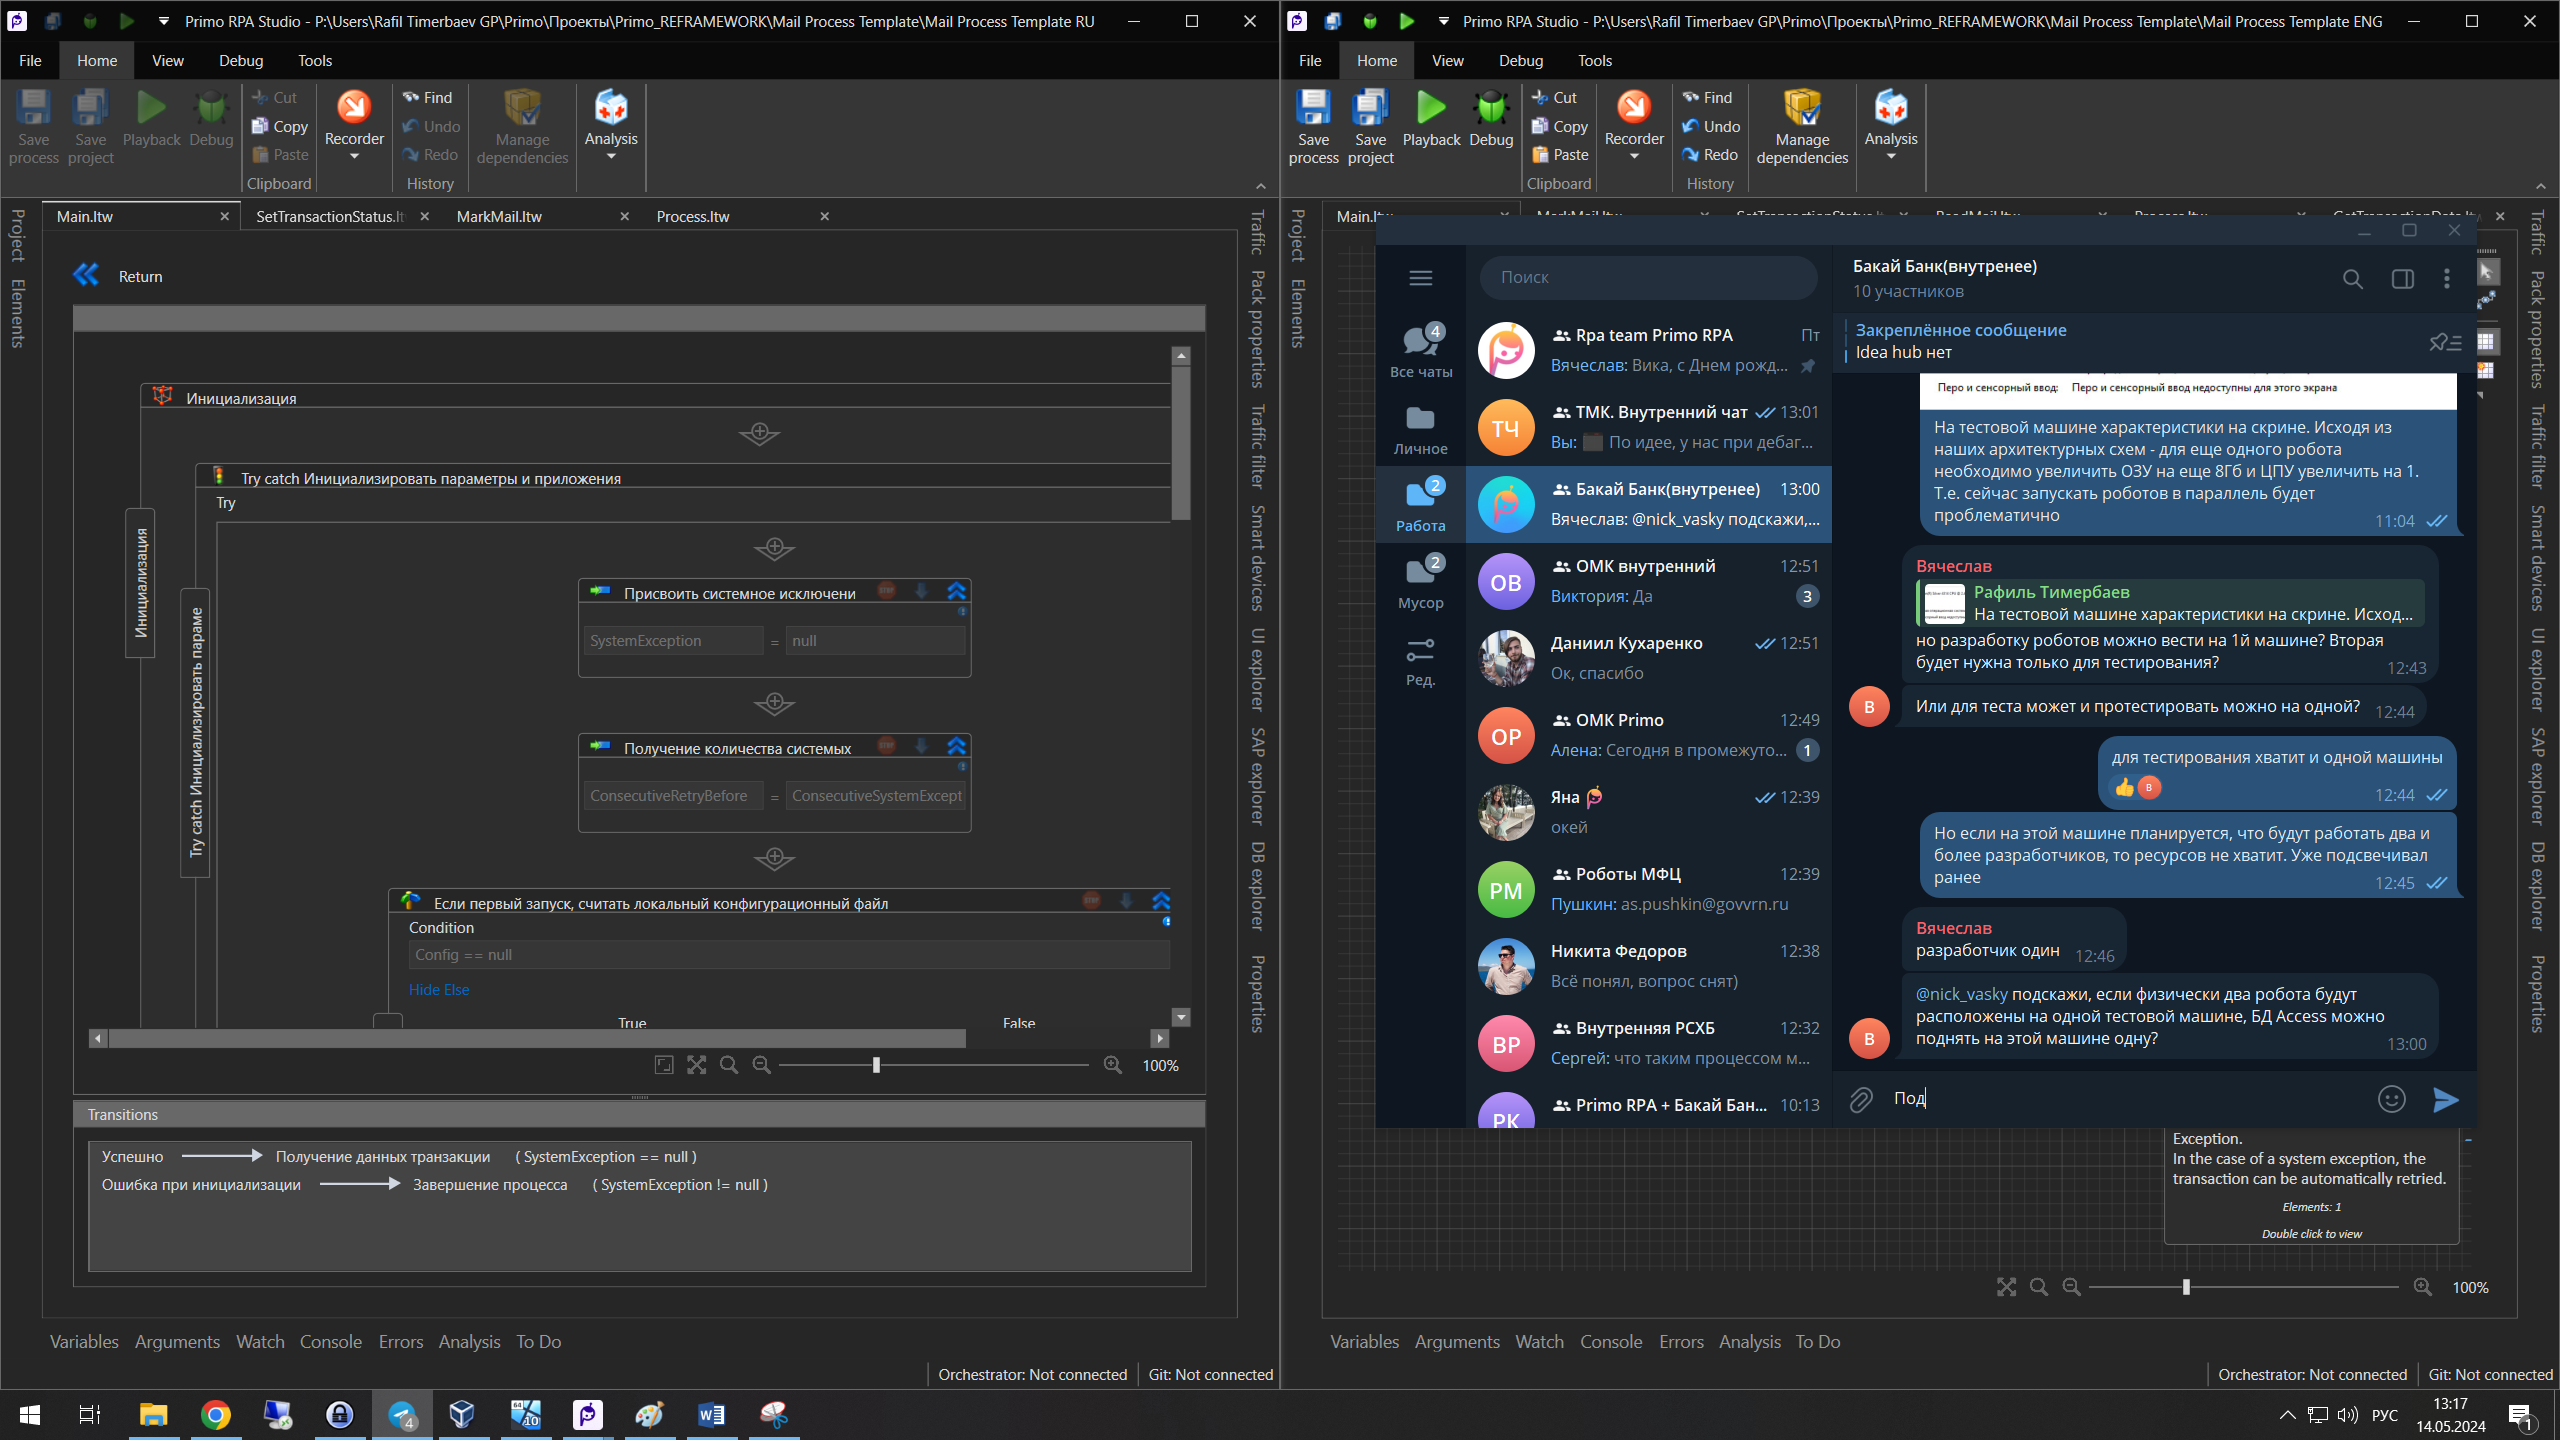 Primo RPA Studio - P:\Users\Rafil Timerbaev GP\Primo\Проекты\Primo_REFRAMEWORK\Mail Process Template\Mail Process Template RU
File Home View Debug Tools
Save process
Save project
Playback
Debug
Cut
Copy
Paste
Clipboard
Recorder
Find
Undo
Redo
History
Manage dependencies
Analysis
Main.ltw
SetTransactionStatus.lt
MarkMail.ltw
Process.ltw
Project
Elements
Return
Инициализация
Инициализация
Try catch Инициализировать параметры и приложения
Try catch Инициализировать параме
Try
Присвоить системное исключени
SystemException = null
Получение количества системых
ConsecutiveRetryBefore = ConsecutiveSystemExcept
Если первый запуск, считать локальный конфигурационный файл
Condition
Config == null
Hide Else
True
False
100%
Transitions
Успешно Получение данных транзакции ( SystemException == null )
Ошибка при инициализации Завершение процесса ( SystemException != null )
Traffic
Pack properties
Traffic filter
Smart devices
UI explorer
SAP explorer
DB explorer
Properties
Variables Arguments Watch Console Errors Analysis To Do
Orchestrator: Not connected
Git: Not connected
Primo RPA Studio - P:\Users\Rafil Timerbaev GP\Primo\Проекты\Primo_REFRAMEWORK\Mail Process Template\Mail Process Template ENG
File Home View Debug Tools
Save process
Save project
Playback
Debug
Cut
Copy
Paste
Clipboard
Recorder
Find
Undo
Redo
History
Manage dependencies
Analysis
Project
Elements
Поиск
4
Все чаты
Личное
2
Работа
2
Мусор
Ред.
Rpa team Primo RPA Пт
Вячеслав: Вика, с Днем рожд...
ТЧ
ТМК. Внутренний чат 13:01
Вы: По идее, у нас при дебаг...
Бакай Банк(внутренее) 13:00
Вячеслав: @nick_vasky подскажи,...
ОВ
ОМК внутренний 12:51
Виктория: Да 3
Даниил Кухаренко 12:51
Ок, спасибо
OP
ОМК Primo 12:49
Алена: Сегодня в промежуто... 1
Яна 12:39
окей
РМ
Роботы МФЦ 12:39
Пушкин: as.pushkin@govvrn.ru
Никита Федоров 12:38
Всё понял, вопрос снят)
ВР
Внутренняя РСХБ 12:32
Сергей: что таким процессом м...
РК
Primo RPA + Бакай Бан... 10:13
Бакай Банк(внутренее)
10 участников
Закреплённое сообщение
Idea hub нет
Перо и сенсорный ввод: Перо и сенсорный ввод недоступны для этого экрана
На тестовой машине характеристики на скрине. Исходя из
наших архитектурных схем - для еще одного робота
необходимо увеличить ОЗУ на еще 8Гб и ЦПУ увеличить на 1.
Т.е. сейчас запускать роботов в параллель будет
проблематично
11:04
Вячеслав
Рафиль Тимербаев
На тестовой машине характеристики на скрине. Исход...
но разработку роботов можно вести на 1й машине? Вторая
будет нужна только для тестирования?
12:43
В
Или для теста может и протестировать можно на одной? 12:44
для тестирования хватит и одной машины
В
12:44
Но если на этой машине планируется, что будут работать два и
более разработчиков, то ресурсов не хватит. Уже подсвечивал
ранее
12:45
Вячеслав
разработчик один 12:46
@nick_vasky подскажи, если физически два робота будут
расположены на одной тестовой машине, БД Access можно
поднять на этой машине одну?
В
13:00
Под
Exception.
In the case of a system exception, the
transaction can be automatically retried.
Elements: 1
Double click to view
100%
Traffic
Pack properties
Traffic filter
Smart devices
UI explorer
SAP explorer
DB explorer
Properties
Variables Arguments Watch Console Errors Analysis To Do
Orchestrator: Not connected
Git: Not connected
4
64
10
РУС
13:17
14.05.2024
1